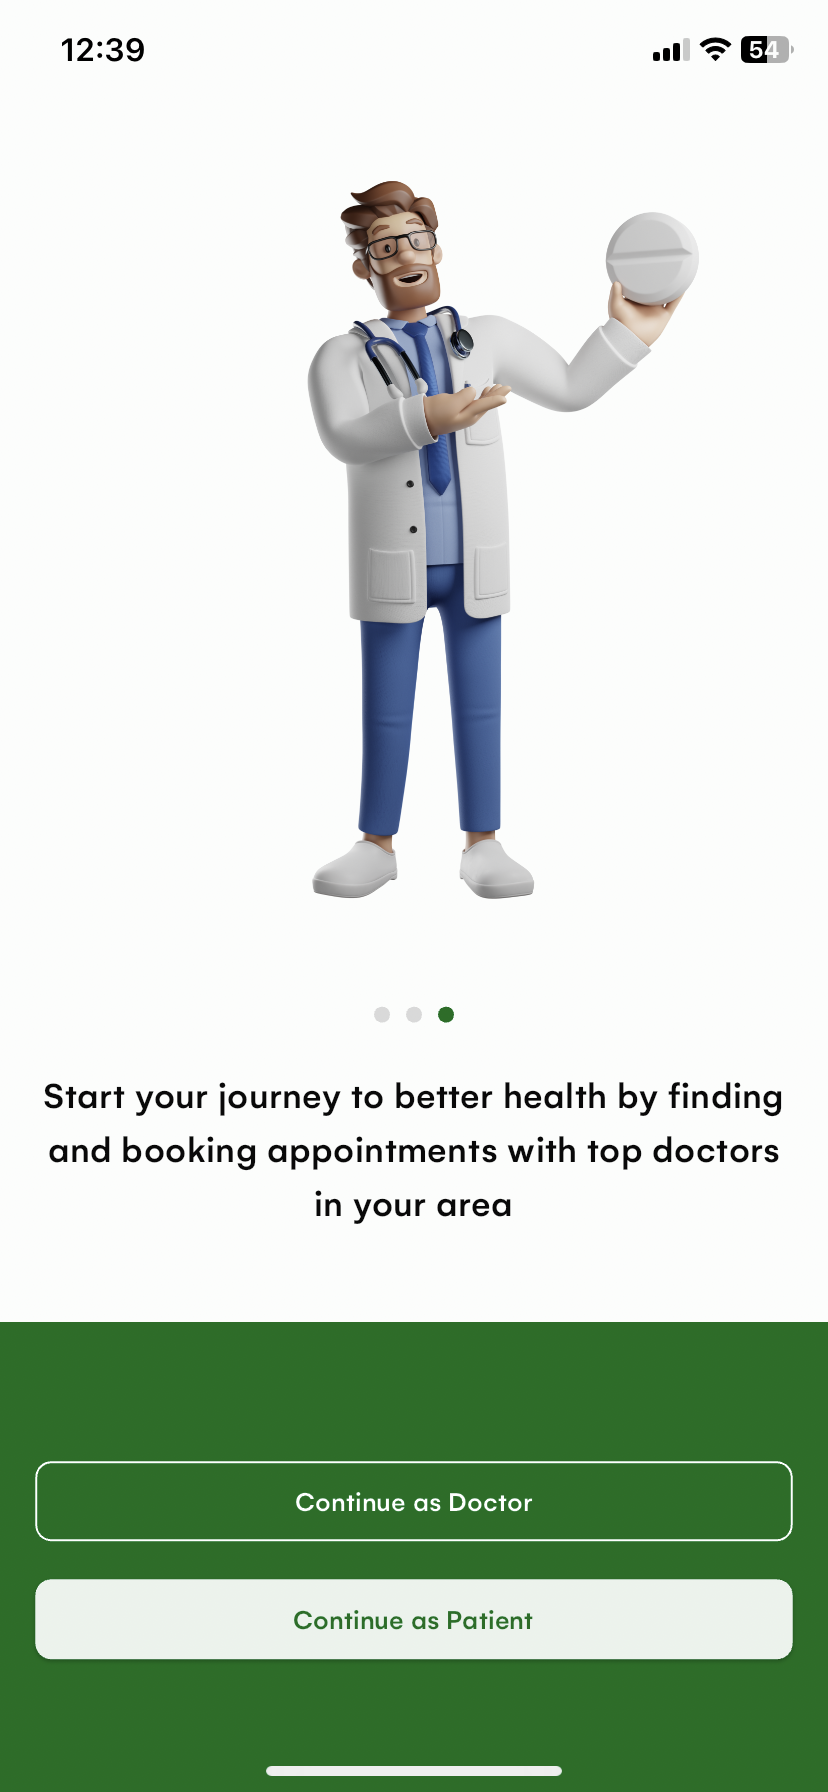 12:39
54
Start your journey to better health by finding
and booking appointments with top doctors
in your area
Continue as Doctor
Continue as Patient